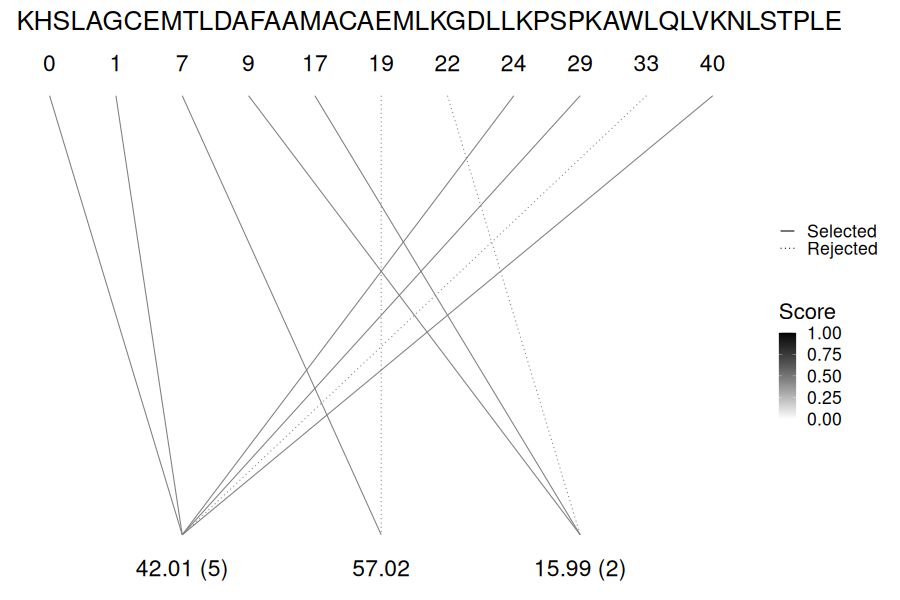 KHSLAGCEMTLDAFAAMACAEMLKGDLLKPSPKAWLQLVKNLSTPLE
0 1 7 9 17 19 22 24 29 33 40
Selected
Rejected
Score
1.00
0.75
0.50
0.25
0.00
42.01 (5) 57.02 15.99 (2)